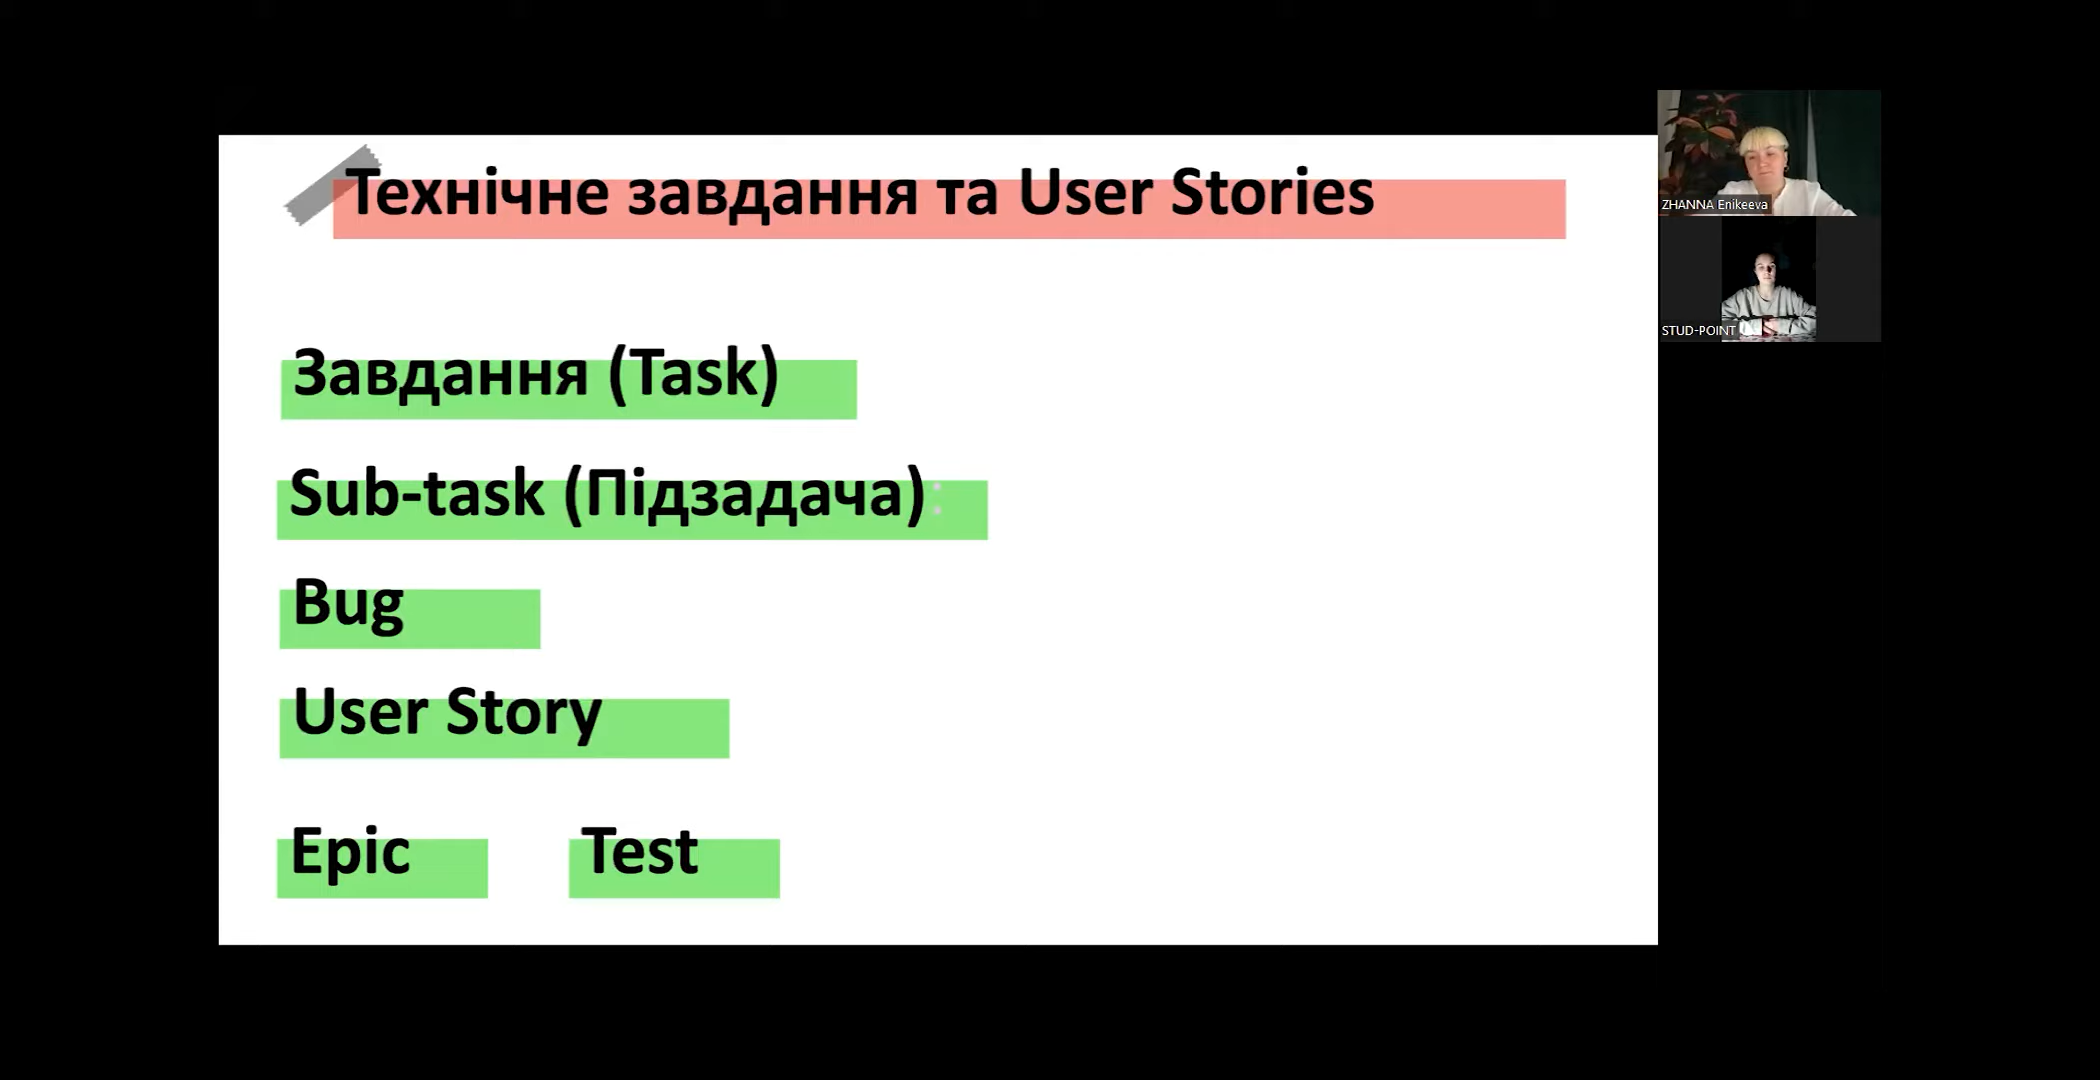 Технічне завдання та User Stories
Завдання (Task)
Sub-task (Підзадача):
Bug
User Story
Epic
Test
ZHANNA Enikeeva
STUD-POINT